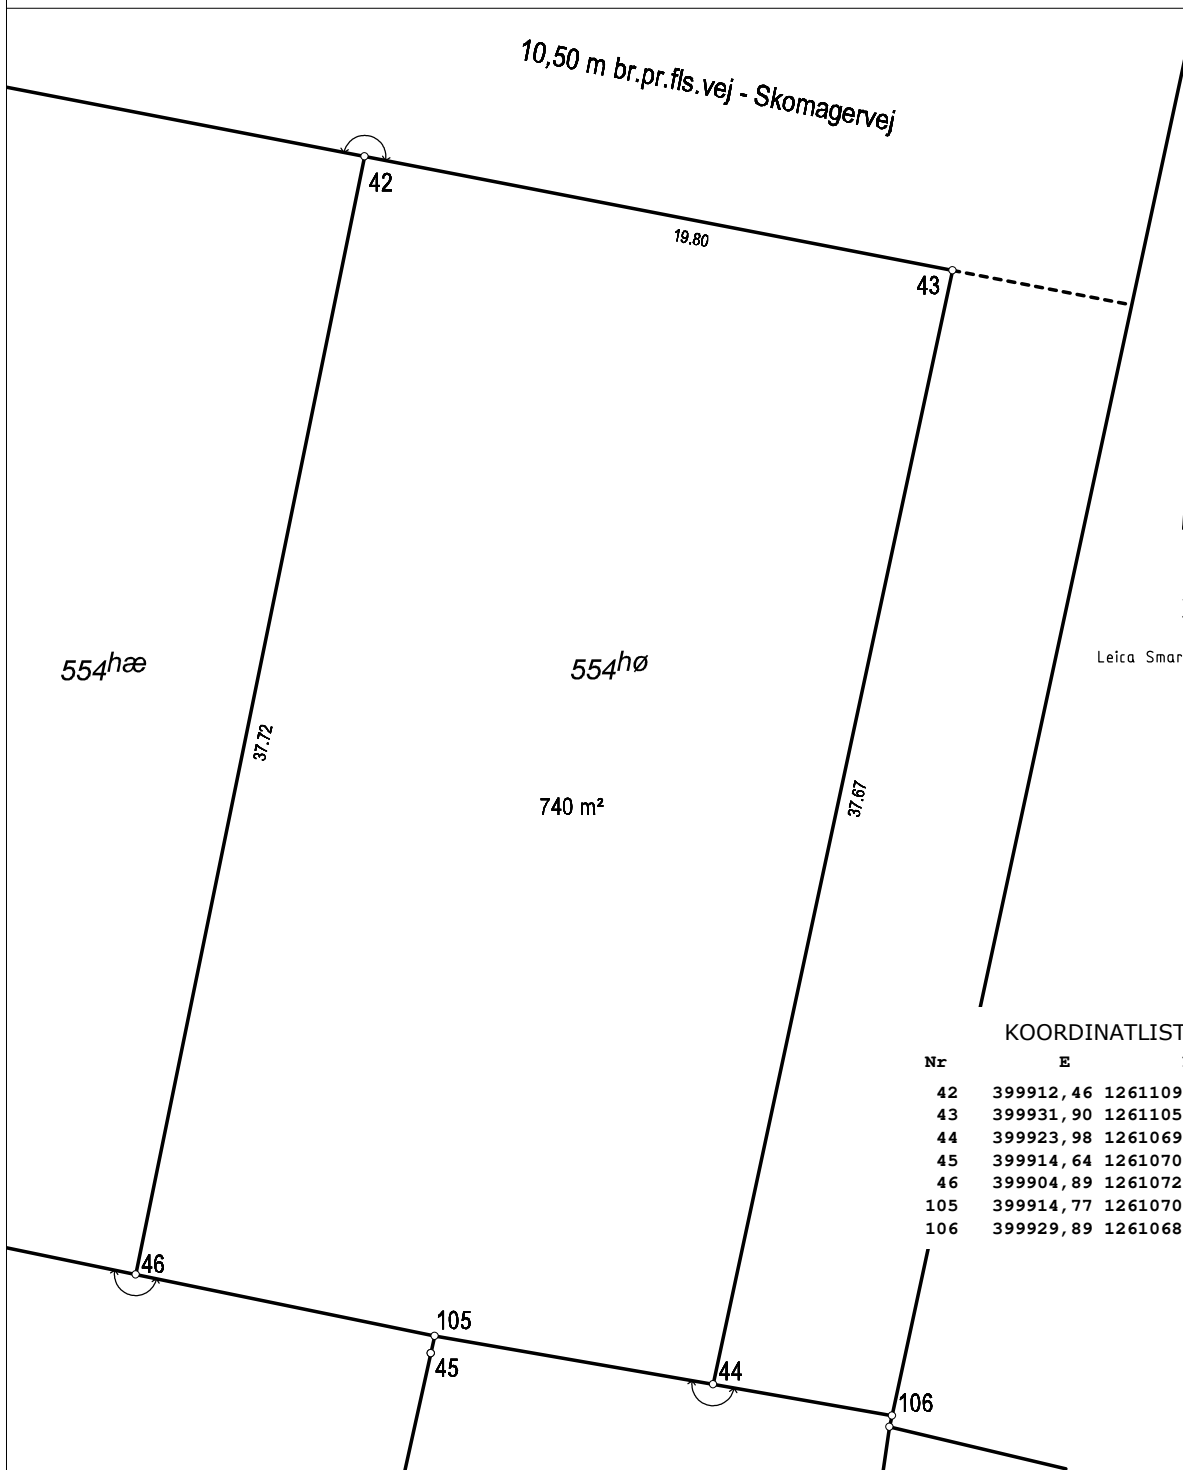 10,50 m br.pr.fls.vej - Skomagervej
42
19.80
43
554hæ
554hø
Leica Smar
37.72
37.67
740 m²
KOORDINATLIST
Nr E
42 399912,46 1261109
43 399931,90 1261105
44 399923,98 1261069
45 399914,64 1261070
46 399904,89 1261072
105 399914,77 1261070
106 399929,89 1261068
46
105
45
44
106